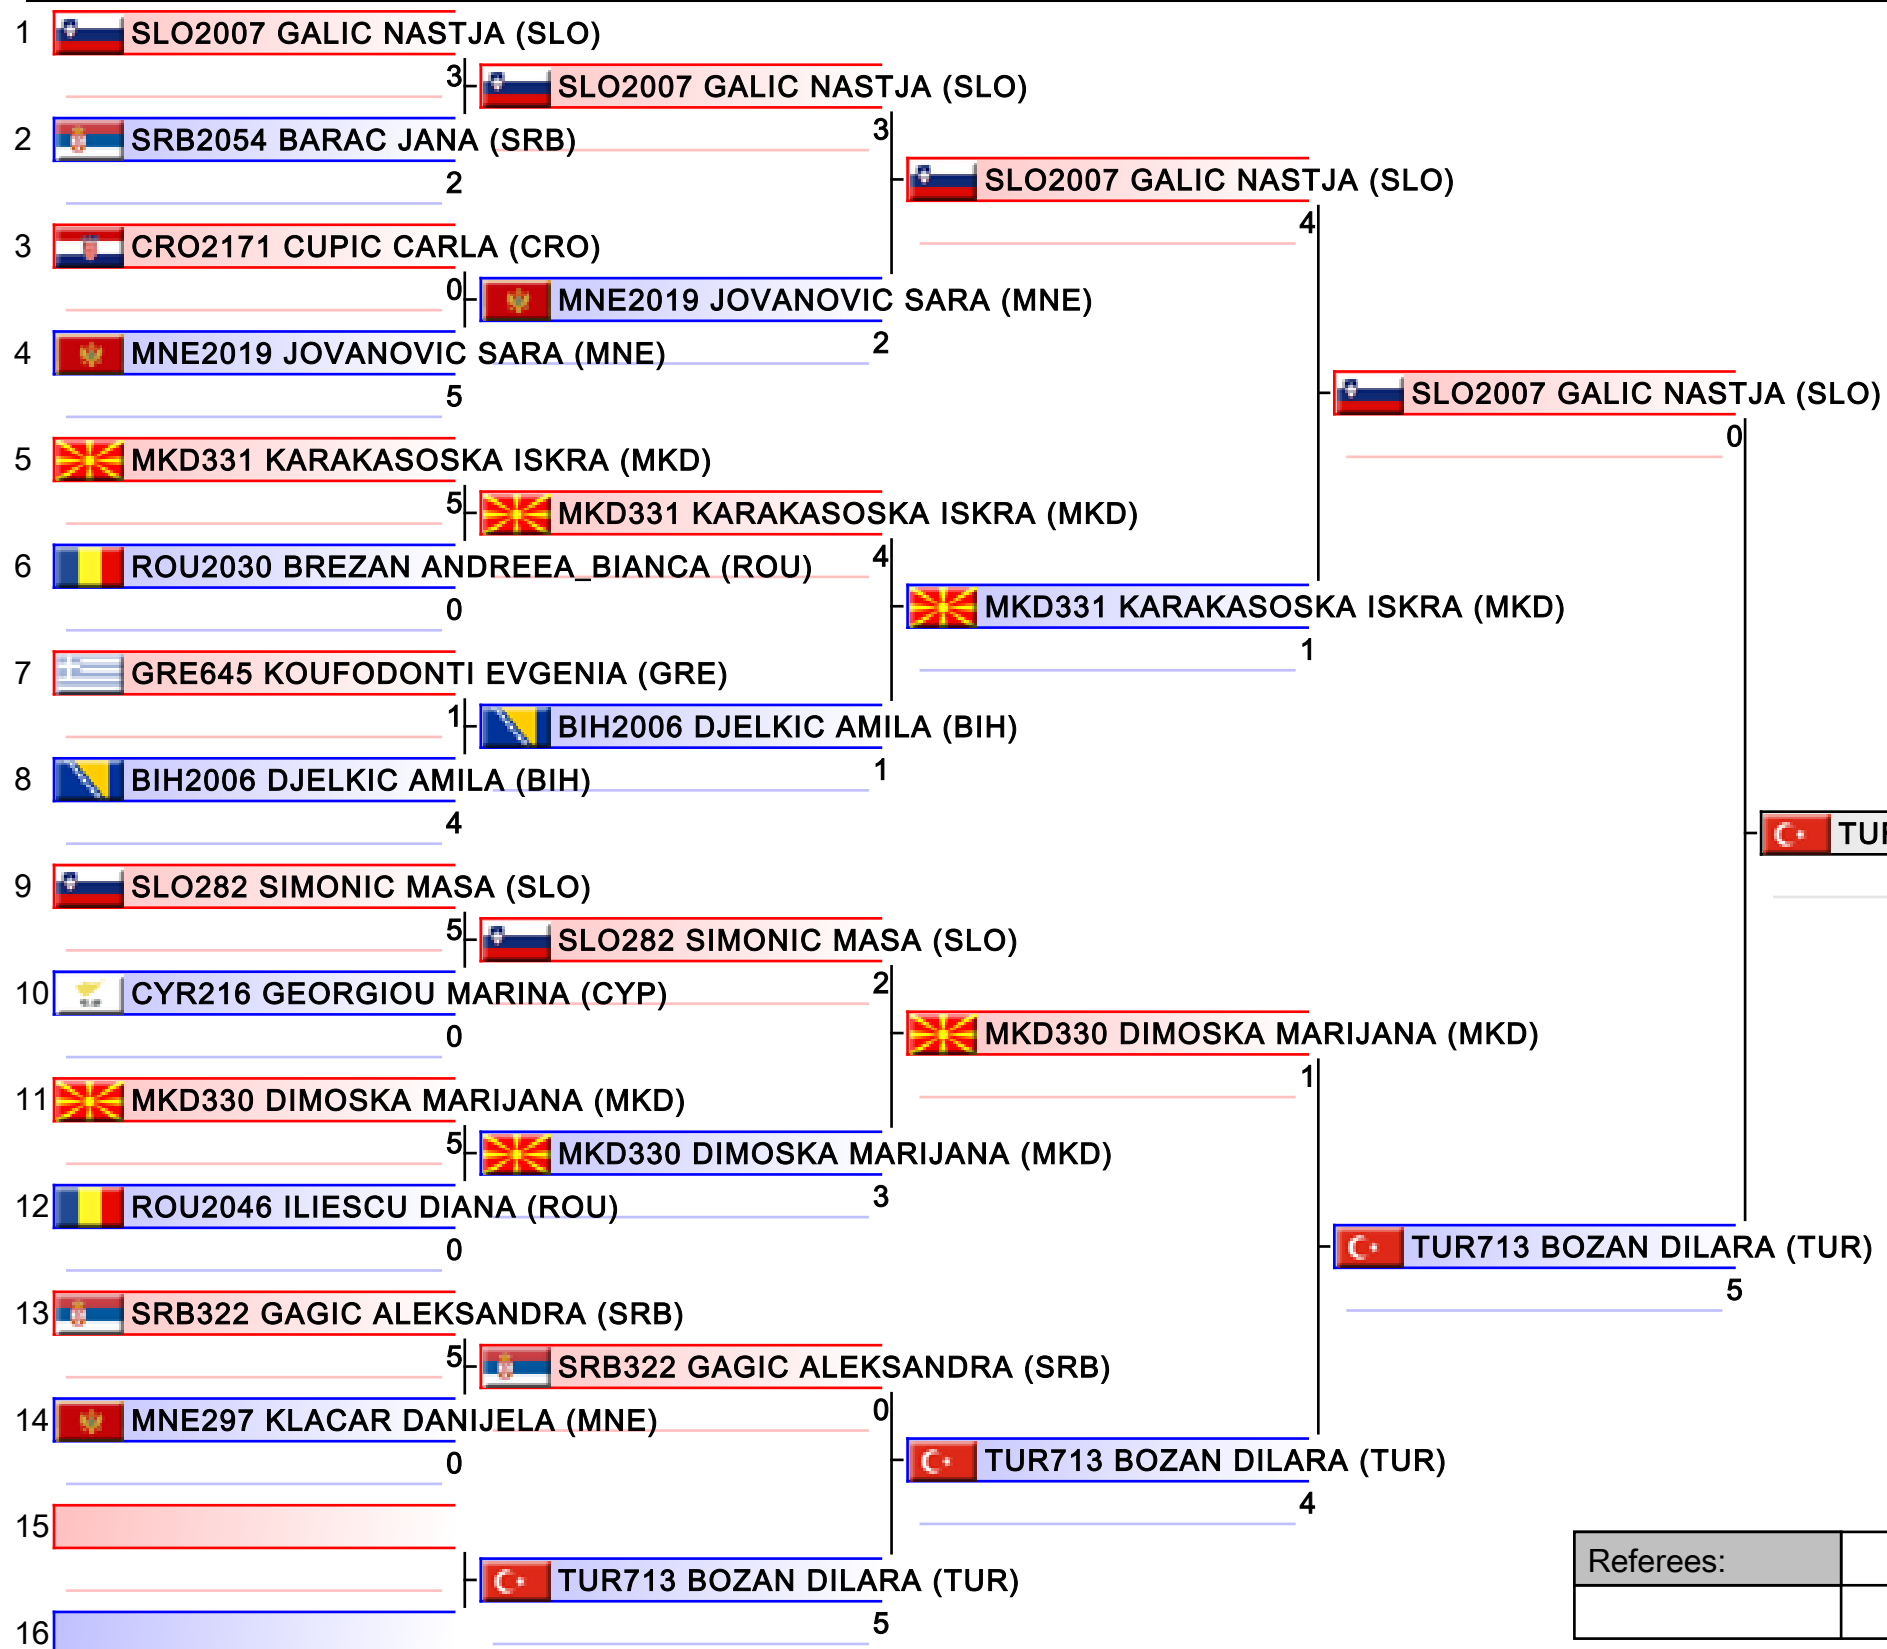 1 SLO2007 GALIC NASTJA (SLO)
3 SLO2007 GALIC NASTJA (SLO)
2 SRB2054 BARAC JANA (SRB)
3
2
SLO2007 GALIC NASTJA (SLO)
4
3 CRO2171 CUPIC CARLA (CRO)
0 MNE2019 JOVANOVIC SARA (MNE)
4 MNE2019 JOVANOVIC SARA (MNE)
2
5
SLO2007 GALIC NASTJA (SLO)
0
5 MKD331 KARAKASOSKA ISKRA (MKD)
5 MKD331 KARAKASOSKA ISKRA (MKD)
6 ROU2030 BREZAN ANDREEA_BIANCA (ROU)
4
0
MKD331 KARAKASOSKA ISKRA (MKD)
1
7 GRE645 KOUFODONTI EVGENIA (GRE)
1 BIH2006 DJELKIC AMILA (BIH)
8 BIH2006 DJELKIC AMILA (BIH)
1
4
TUR
9 SLO282 SIMONIC MASA (SLO)
5 SLO282 SIMONIC MASA (SLO)
10 CYR216 GEORGIOU MARINA (CYP)
2
0
MKD330 DIMOSKA MARIJANA (MKD)
1
11 MKD330 DIMOSKA MARIJANA (MKD)
5 MKD330 DIMOSKA MARIJANA (MKD)
12 ROU2046 ILIESCU DIANA (ROU)
3
0
TUR713 BOZAN DILARA (TUR)
5
13 SRB322 GAGIC ALEKSANDRA (SRB)
5 SRB322 GAGIC ALEKSANDRA (SRB)
14 MNE297 KLACAR DANIJELA (MNE)
0
0
TUR713 BOZAN DILARA (TUR)
4
15
TUR713 BOZAN DILARA (TUR)
5
16
Referees: